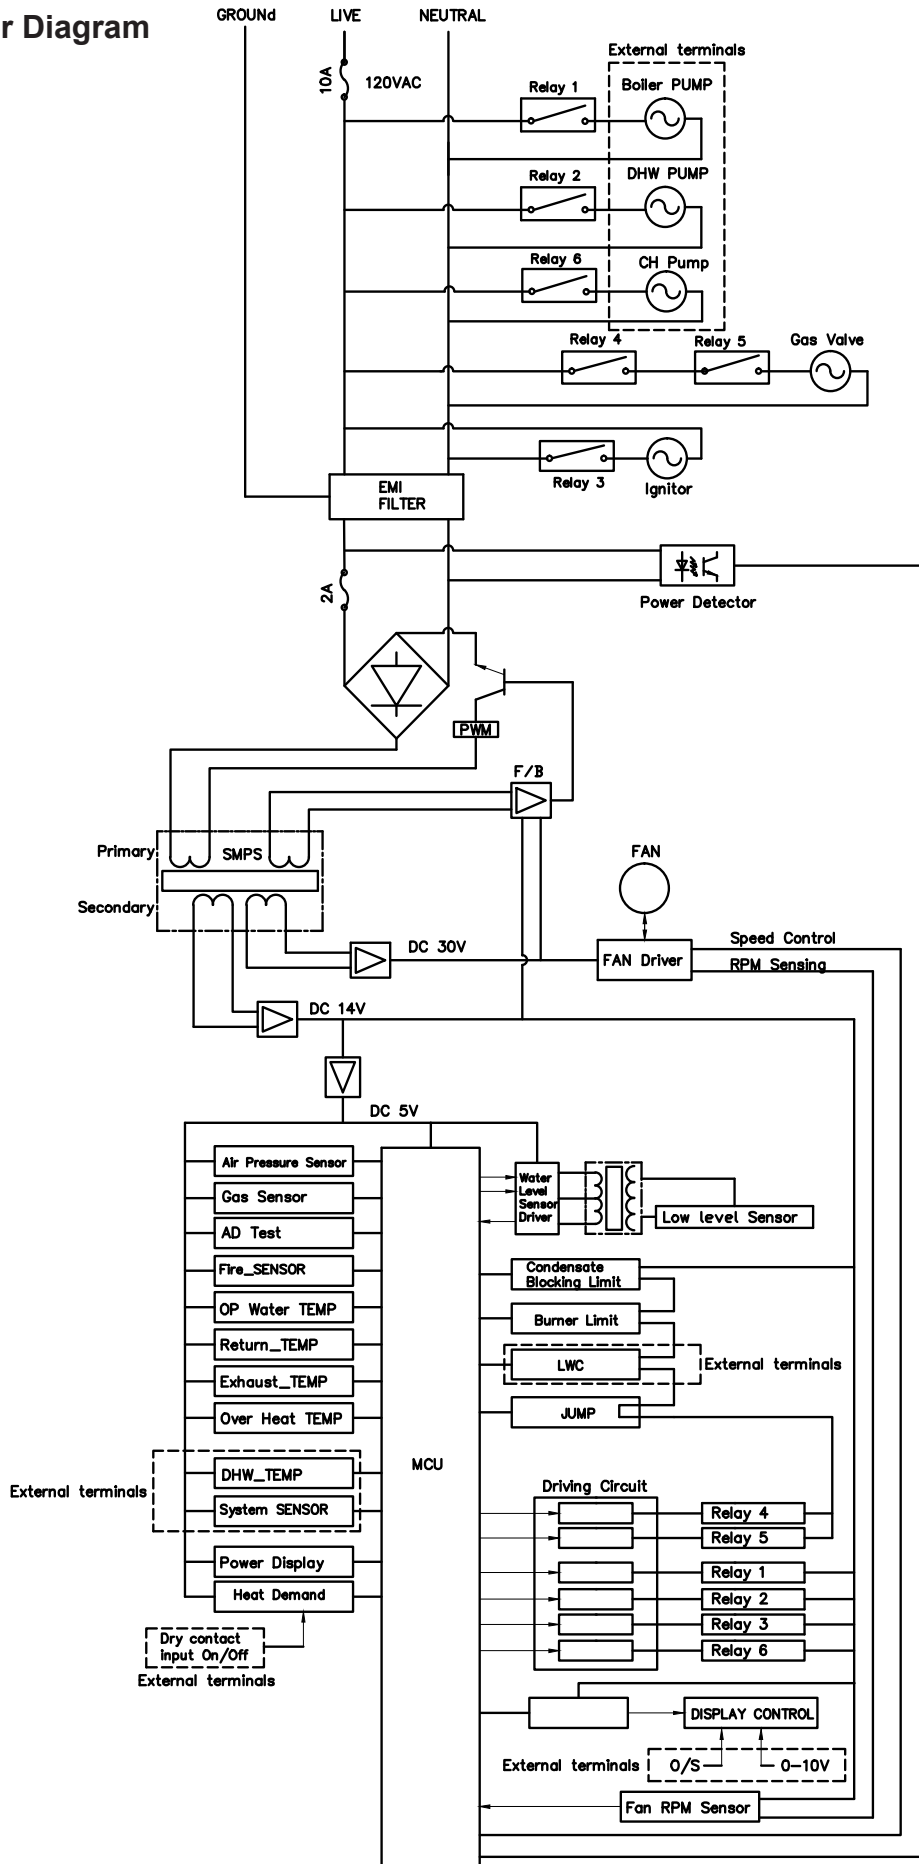 r Diagram
GROUNd
LIVE
NEUTRAL
External terminals
10A
120VAC
Relay 1
Boiler PUMP
Relay 2
DHW PUMP
Relay 6
CH Pump
Relay 4
Relay 5
Gas Valve
Relay 3
Ignitor
EMI
FILTER
2A
Power Detector
PWM
F/B
Primary
SMPS
Secondary
FAN
DC 30V
FAN Driver
Speed Control
RPM Sensing
DC 14V
DC 5V
Air Pressure Sensor
Gas Sensor
AD Test
Fire_SENSOR
OP Water TEMP
Return_TEMP
Exhaust_TEMP
Over Heat TEMP
External terminals
DHW_TEMP
System SENSOR
Power Display
Heat Demand
Dry contact
input On/Off
External terminals
MCU
Water
Level
Sensor
Driver
Low level Sensor
Condensate
Blocking Limit
Burner Limit
LWC
External terminals
JUMP
Driving Circuit
Relay 4
Relay 5
Relay 1
Relay 2
Relay 3
Relay 6
DISPLAY CONTROL
External terminals
O/S
0-10V
Fan RPM Sensor